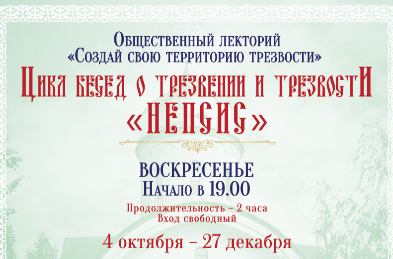 Общественный лекторий
«Создай свою территорию трезвости»
Цикл бесед о трезвении и трезвости
«НЕПСИС»
ВОСКРЕСЕНЬЕ
Начало в 19.00
Продолжительность – 2 часа
Вход свободный
4 октября – 27 декабря